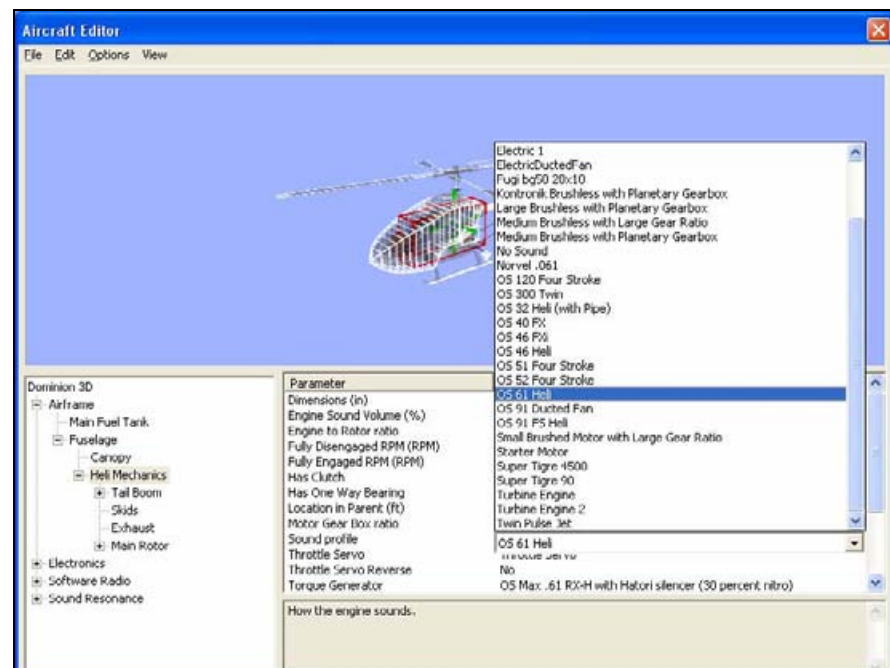 Aircraft Editor
File Edit Options View
Electric 1
ElectricDuctedFan
Fugi bg50 20x10
Kontronik Brushless with Planetary Gearbox
Large Brushless with Planetary Gearbox
Medium Brushless with Large Gear Ratio
Medium Brushless with Planetary Gearbox
No Sound
Norvel .061
OS 120 Four Stroke
OS 300 Twin
OS 32 Heli (with Pipe)
OS 40 FX
OS 46 FXi
OS 46 Heli
OS 51 Four Stroke
OS 52 Four Stroke
OS 61 Heli
OS 91 Ducted Fan
OS 91 FS Heli
Small Brushed Motor with Large Gear Ratio
Starter Motor
Super Tigre 4500
Super Tigre 90
Turbine Engine
Turbine Engine 2
Twin Pulse Jet
Dominion 3D
Airframe
Main Fuel Tank
Fuselage
Canopy
Heli Mechanics
Tail Boom
Skids
Exhaust
Main Rotor
Electronics
Software Radio
Sound Resonance
Parameter
Dimensions (in)
Engine Sound Volume (%)
Engine to Rotor ratio
Fully Disengaged RPM (RPM)
Fully Engaged RPM (RPM)
Has Clutch
Has One Way Bearing
Location in Parent (ft)
Motor Gear Box ratio
Sound profile OS 61 Heli
Throttle Servo Throttle Servo
Throttle Servo Reverse No
Torque Generator OS Max .61 RX-H with Hatori silencer (30 percent nitro)
How the engine sounds.